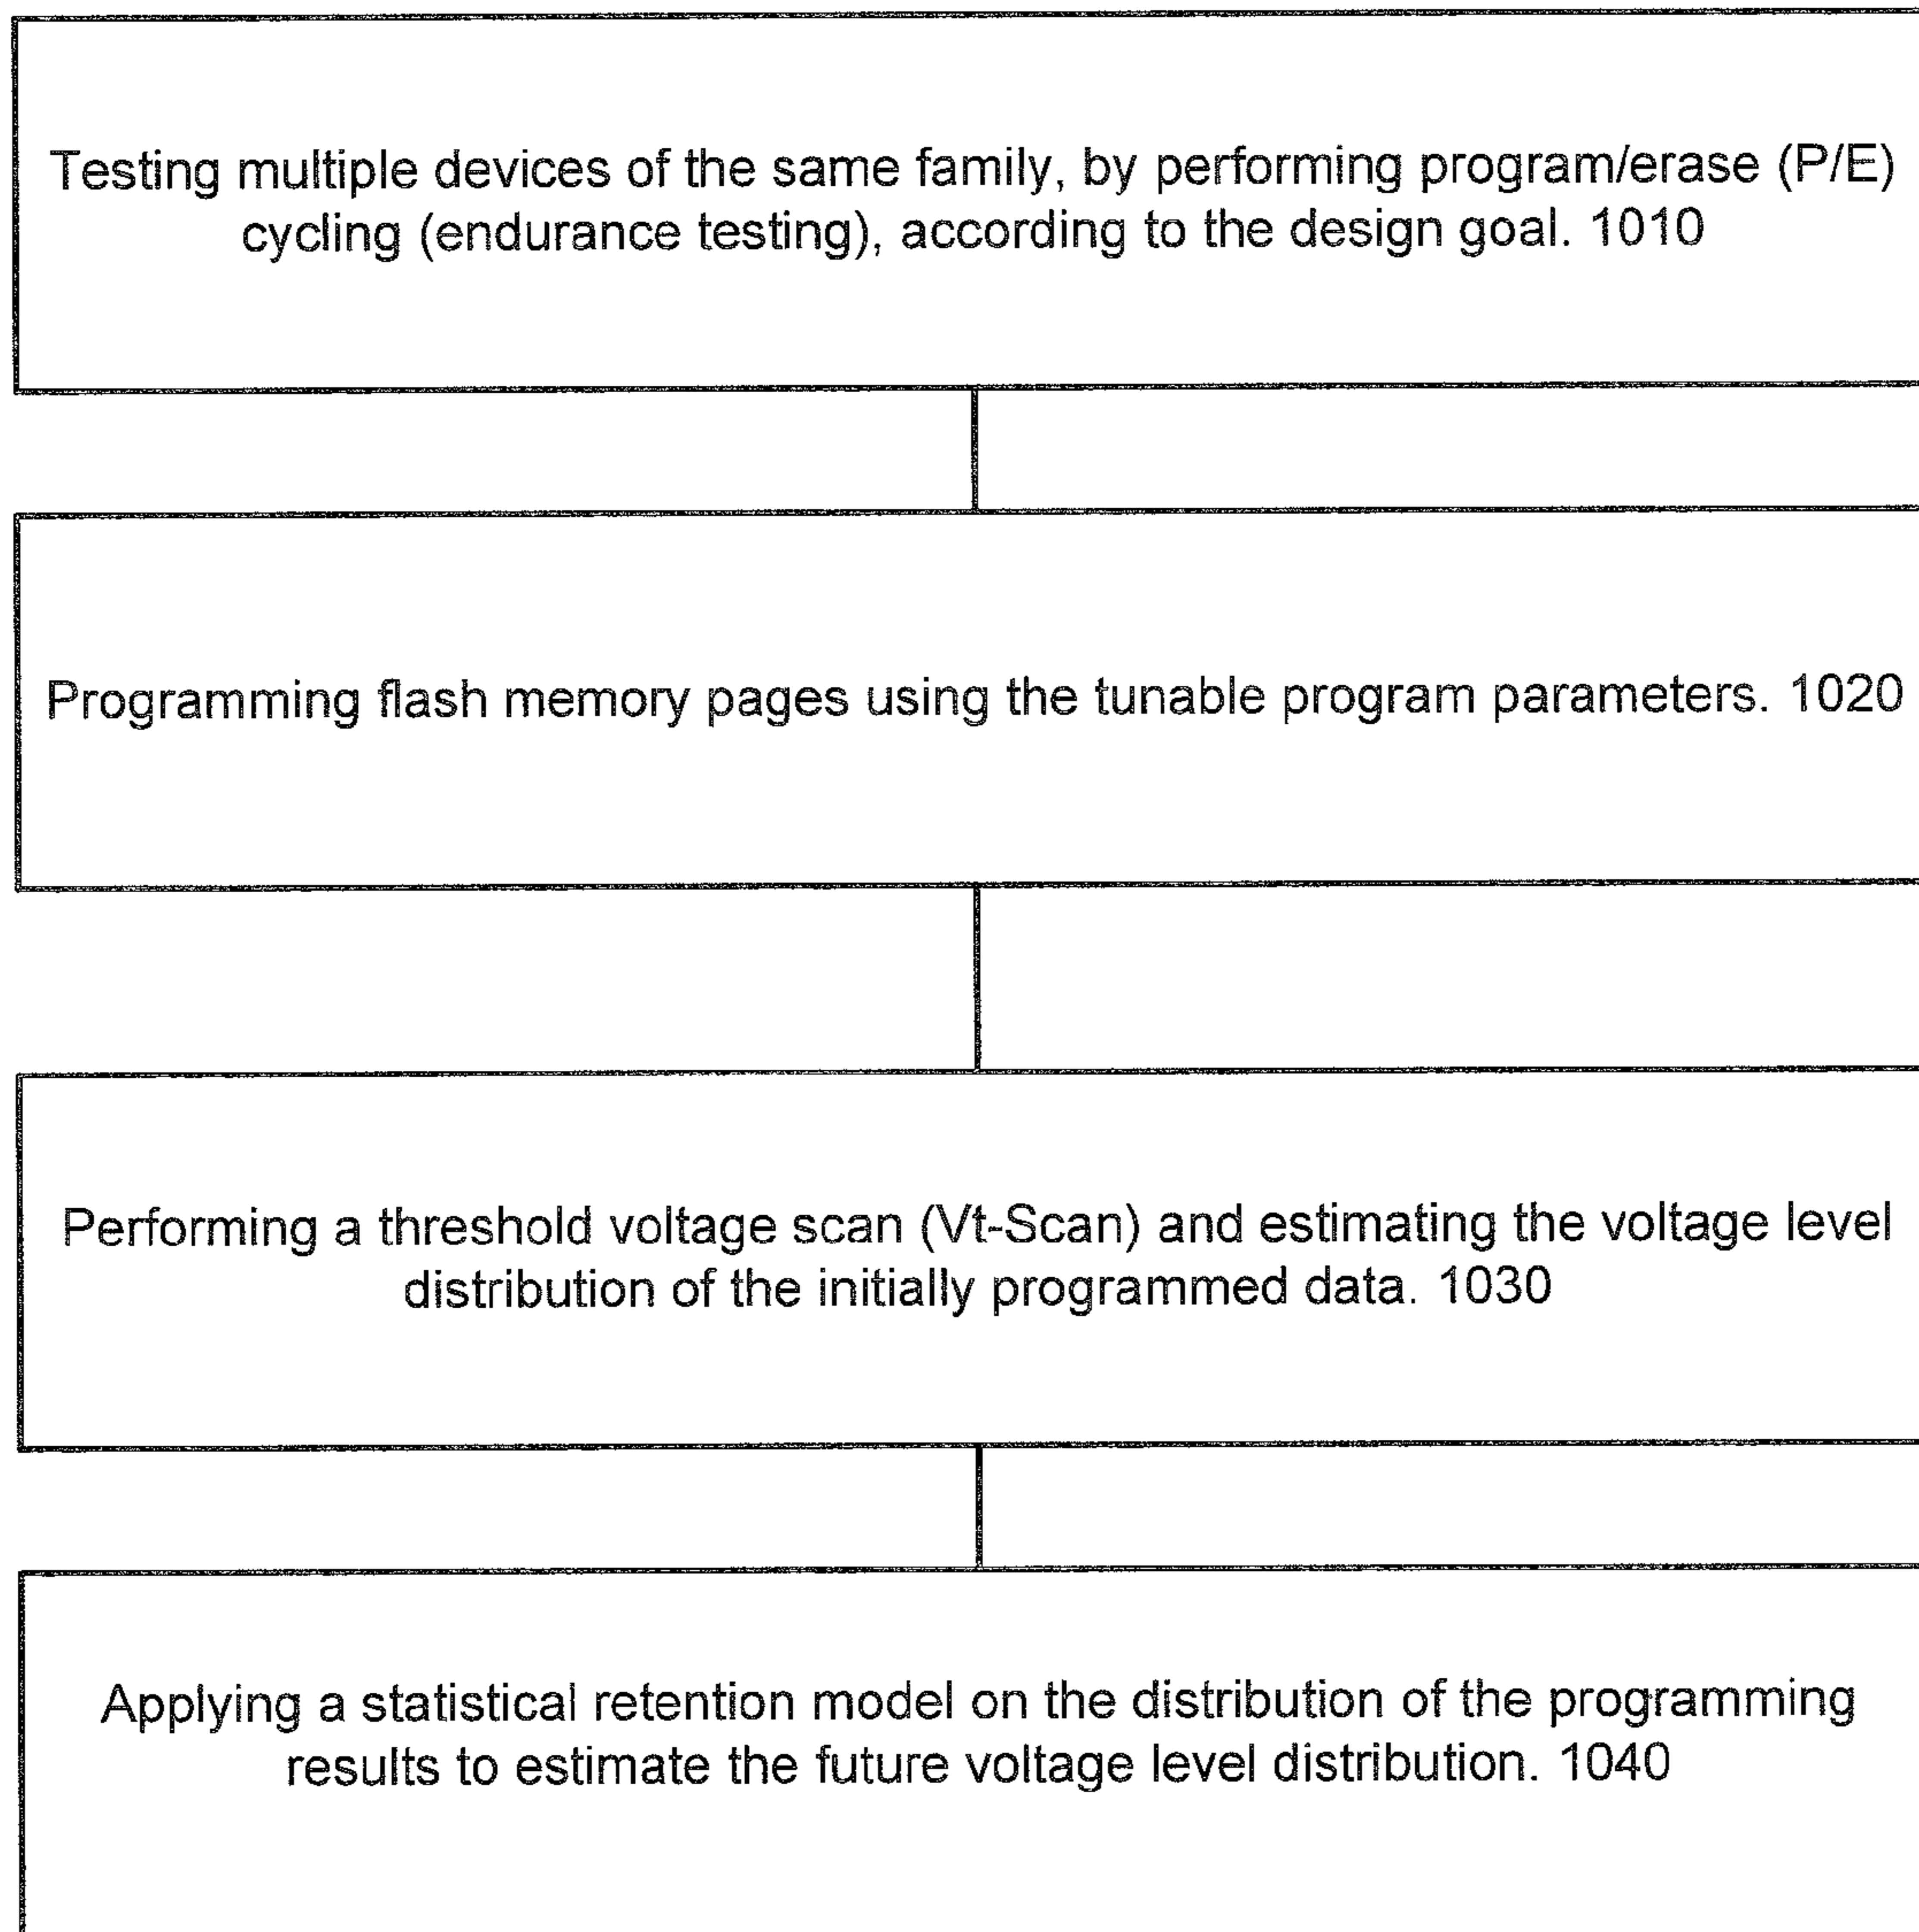 Testing multiple devices of the same family, by performing program/erase (P/E)
cycling (endurance testing), according to the design goal. 1010
Programming flash memory pages using the tunable program parameters. 1020
Performing a threshold voltage scan (Vt-Scan) and estimating the voltage level
distribution of the initially programmed data. 1030
Applying a statistical retention model on the distribution of the programming
results to estimate the future voltage level distribution. 1040